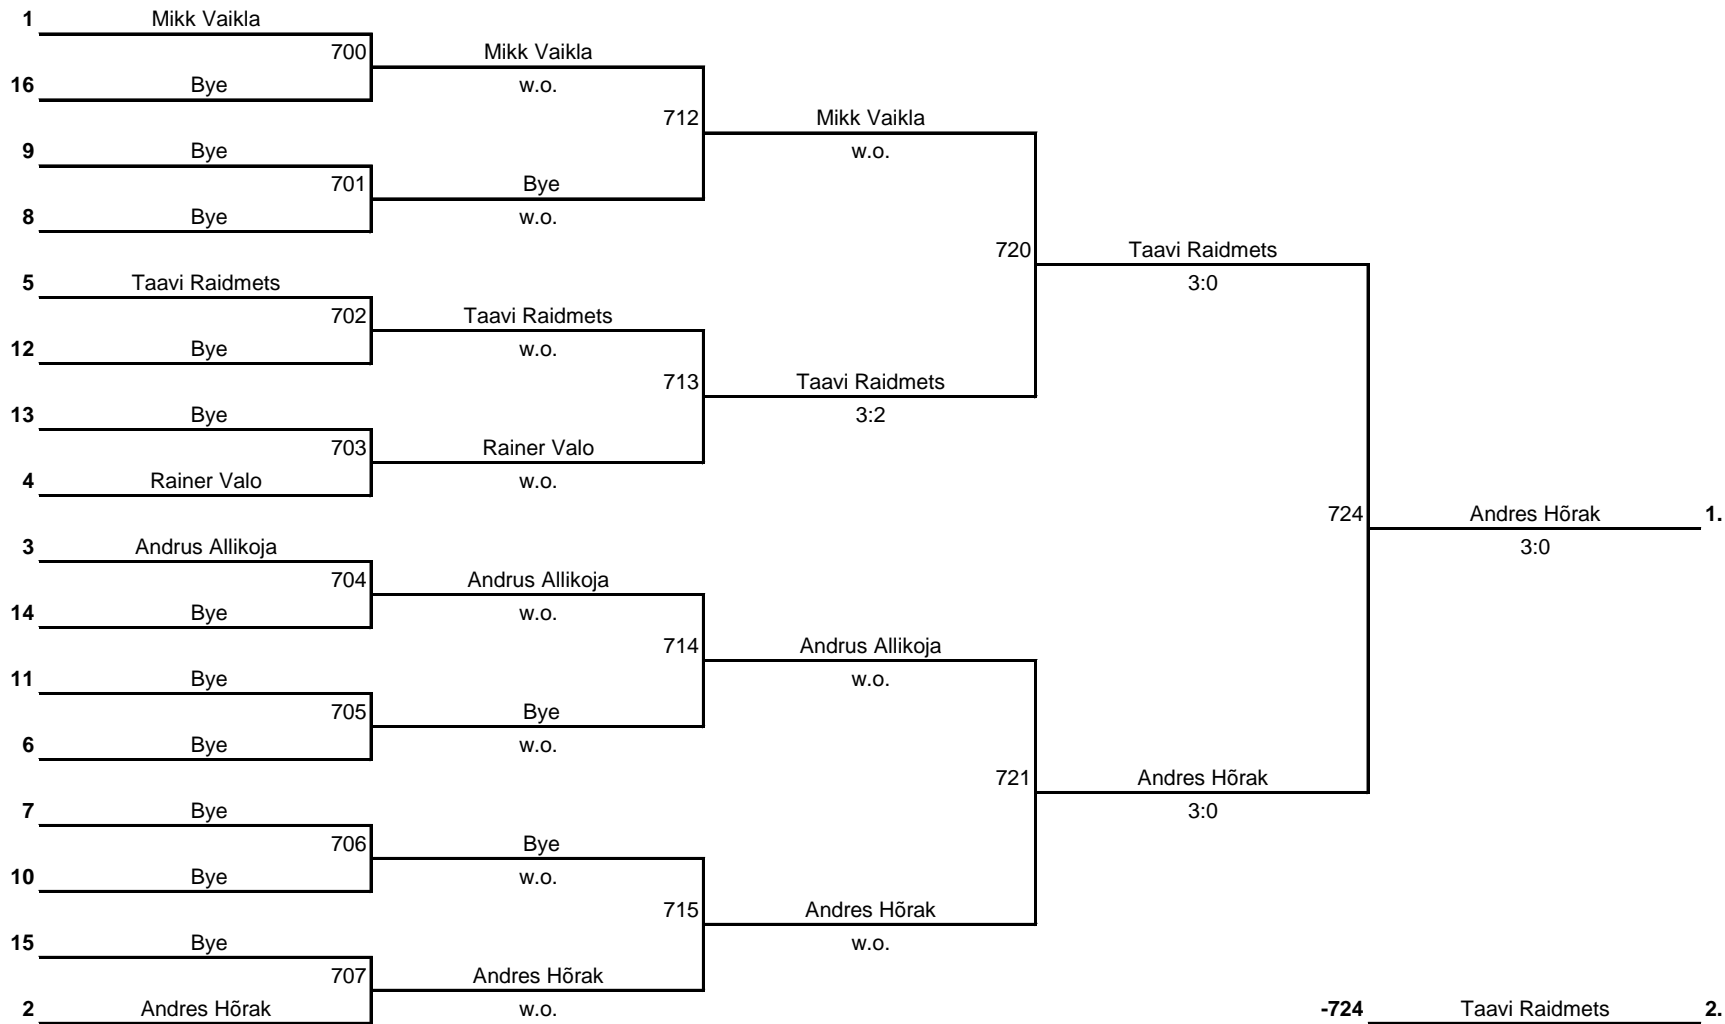 1 Mikk Vaikla
700 Mikk Vaikla
16 Bye w.o.
712 Mikk Vaikla
9 Bye w.o.
701 Bye
8 Bye w.o.
720 Taavi Raidmets
5 Taavi Raidmets 3:0
702 Taavi Raidmets
12 Bye w.o.
713 Taavi Raidmets
13 Bye 3:2
703 Rainer Valo
4 Rainer Valo w.o.
724 Andres Hõrak 1.
3 Andrus Allikoja 3:0
704 Andrus Allikoja
14 Bye w.o.
714 Andrus Allikoja
11 Bye w.o.
705 Bye
6 Bye w.o.
721 Andres Hõrak
7 Bye 3:0
706 Bye
10 Bye w.o.
715 Andres Hõrak
15 Bye w.o.
707 Andres Hõrak
2 Andres Hõrak w.o. -724 Taavi Raidmets 2.